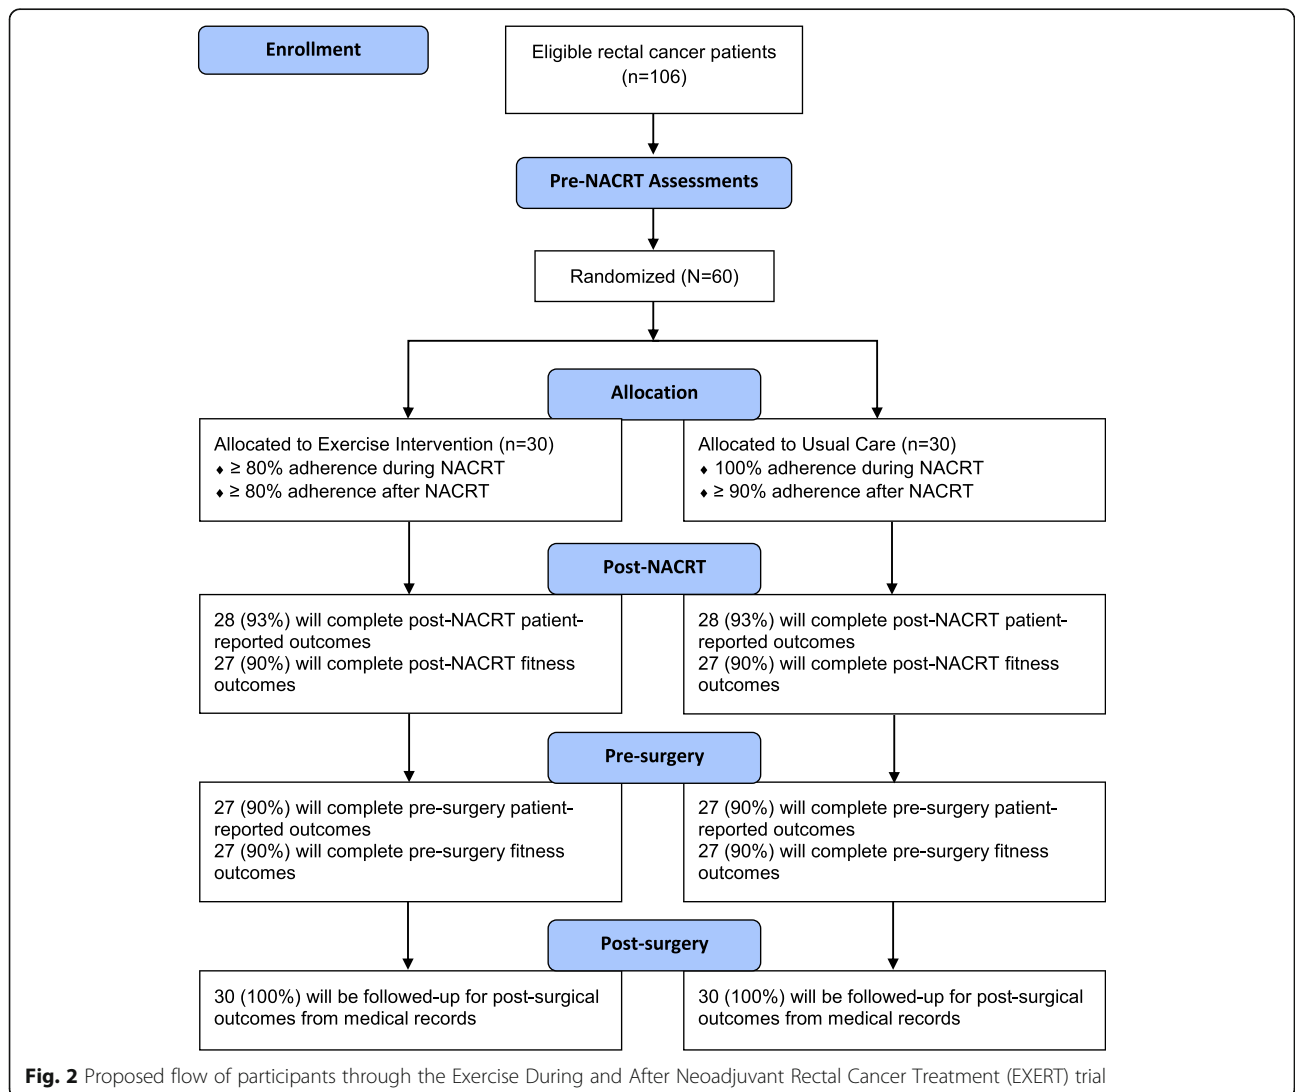 Enrollment
Eligible rectal cancer patients
(n=106)
Pre-NACRT Assessments
Randomized (N=60)
Allocation
Allocated to Exercise Intervention (n=30)
♦ ≥ 80% adherence during NACRT
♦ ≥ 80% adherence after NACRT
Allocated to Usual Care (n=30)
♦ 100% adherence during NACRT
♦ ≥ 90% adherence after NACRT
Post-NACRT
28 (93%) will complete post-NACRT patient-
reported outcomes
27 (90%) will complete post-NACRT fitness
outcomes
28 (93%) will complete post-NACRT patient-
reported outcomes
27 (90%) will complete post-NACRT fitness
outcomes
Pre-surgery
27 (90%) will complete pre-surgery patient-
reported outcomes
27 (90%) will complete pre-surgery fitness
outcomes
27 (90%) will complete pre-surgery patient-
reported outcomes
27 (90%) will complete pre-surgery fitness
outcomes
Post-surgery
30 (100%) will be followed-up for post-surgical
outcomes from medical records
30 (100%) will be followed-up for post-surgical
outcomes from medical records
Fig. 2 Proposed flow of participants through the Exercise During and After Neoadjuvant Rectal Cancer Treatment (EXERT) trial